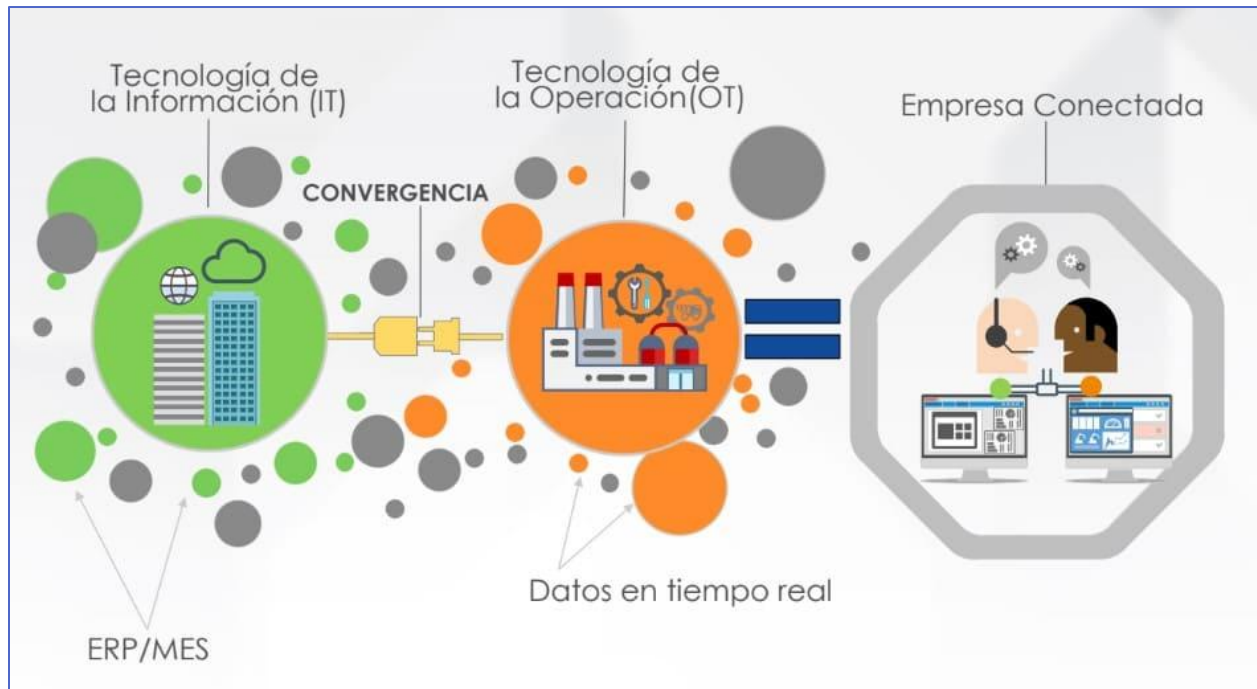 Tecnología de
la Información (IT)
Tecnología de
la Operación(OT)
Empresa Conectada
CONVERGENCIA
Datos en tiempo real
ERP/MES